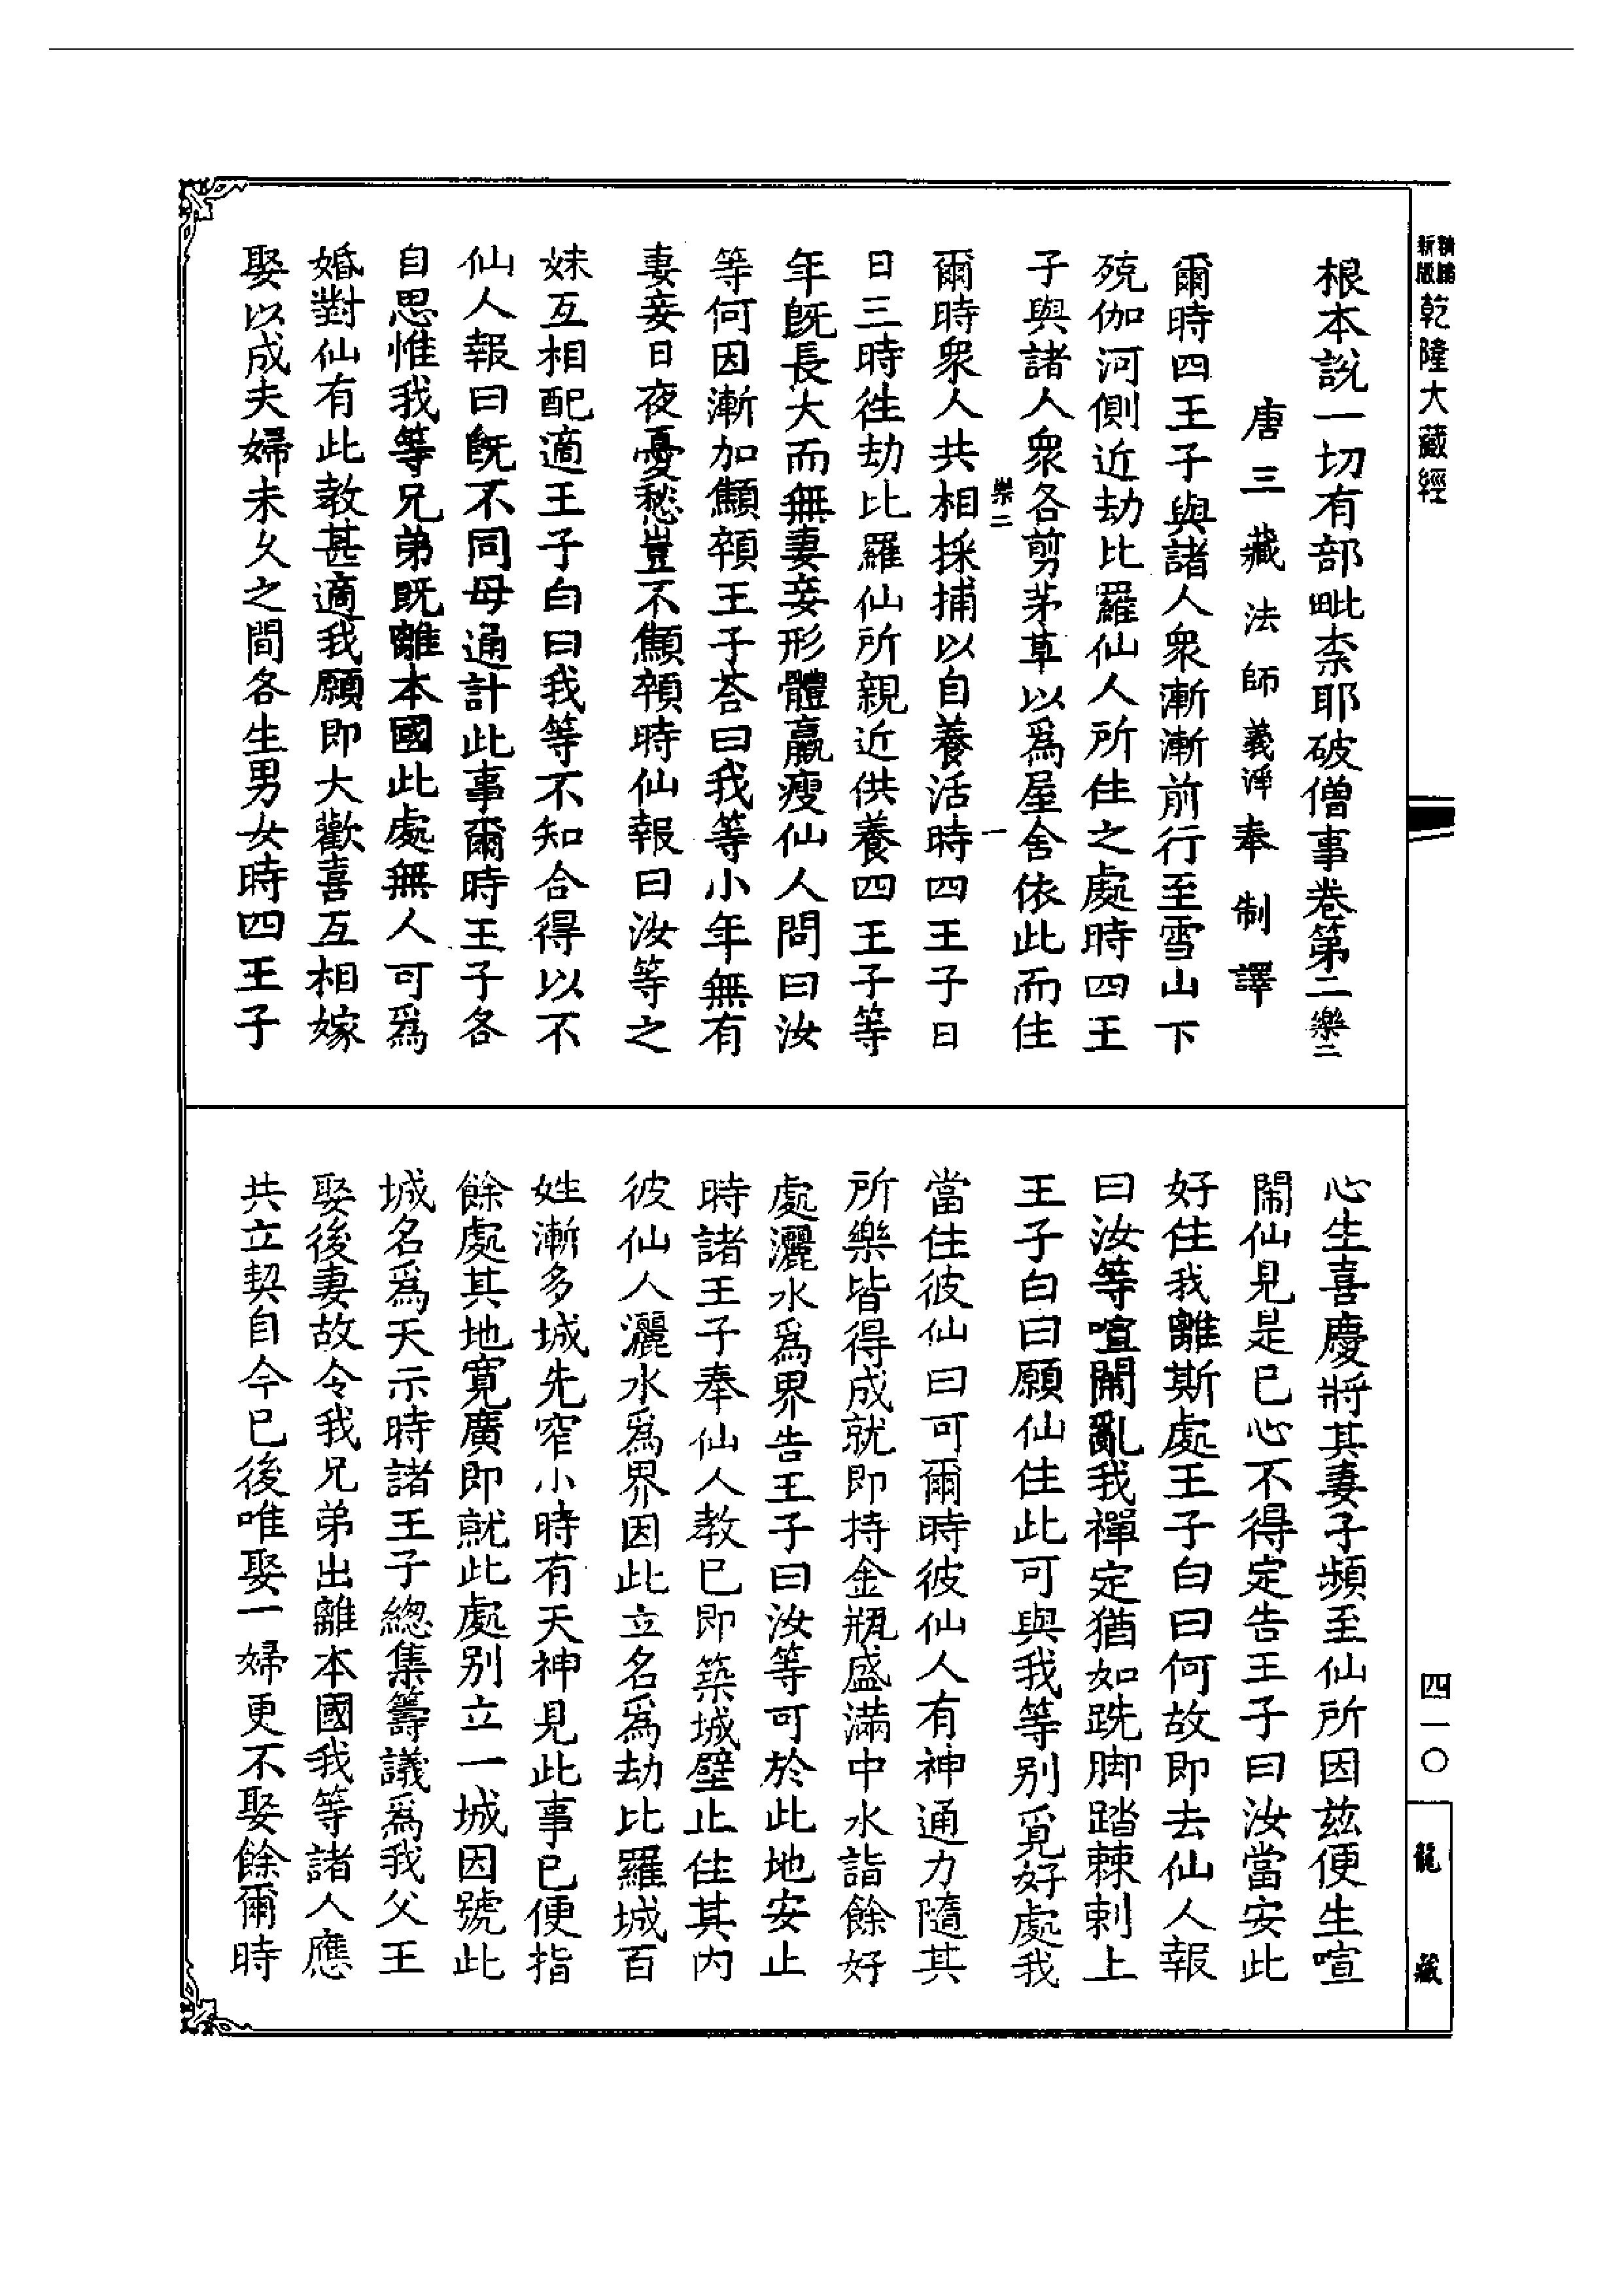 根本說一切有部毗柰耶破僧事卷第二樂二
唐三藏法師義淨奉制譯
爾時四王子與諸人衆漸漸前行至雪山下
殑伽河側近劫比羅仙人所住之處時四王
子與諸人衆各剪茅草以爲屋舍依此而住
樂二
一
爾時衆人共相採捕以自養活時四王子日
日三時徃劫比羅仙所親近供養四王子等
年旣長大而無妻妾形體羸瘦仙人問曰汝
等何因漸加顦顇王子荅曰我等小年無有
妻妾日夜憂愁豈不顦顇時仙報曰汝等之
妹互相配適王子白曰我等不知合得以不
仙人報曰旣不同母通計此事爾時王子各
自思惟我等兄弟旣離本國此處無人可爲
婚對仙有此教甚適我願即大歡喜互相嫁
娶以成夫婦未久之間各生男女時四王子
心生喜慶將其妻子頻至仙所因茲便生喧
鬧仙見是已心不得定告王子曰汝當安此
好住我離斯處王子白曰何故即去仙人報
曰汝等喧鬧亂我禪定猶如跣脚踏棘刺上
王子白曰願仙住此可與我等別覓好處我
當住彼仙曰可爾時彼仙人有神通力隨其
所樂皆得成就即持金瓶盛滿中水詣餘好
處灑水爲界告王子曰汝等可於此地安止
時諸王子奉仙人教已即築城壁止住其內
彼仙人灑水爲界因此立名爲劫比羅城百
姓漸多城先窄小時有天神見此事已便指
餘處其地寬廣即就此處別立一城因號此
城名爲天示時諸王子總集籌議爲我父王
娶後妻故令我兄弟出離本國我等諸人應
共立契自今已後唯娶一婦更不娶餘爾時
新版
乾隆大藏經
四一〇
龍藏